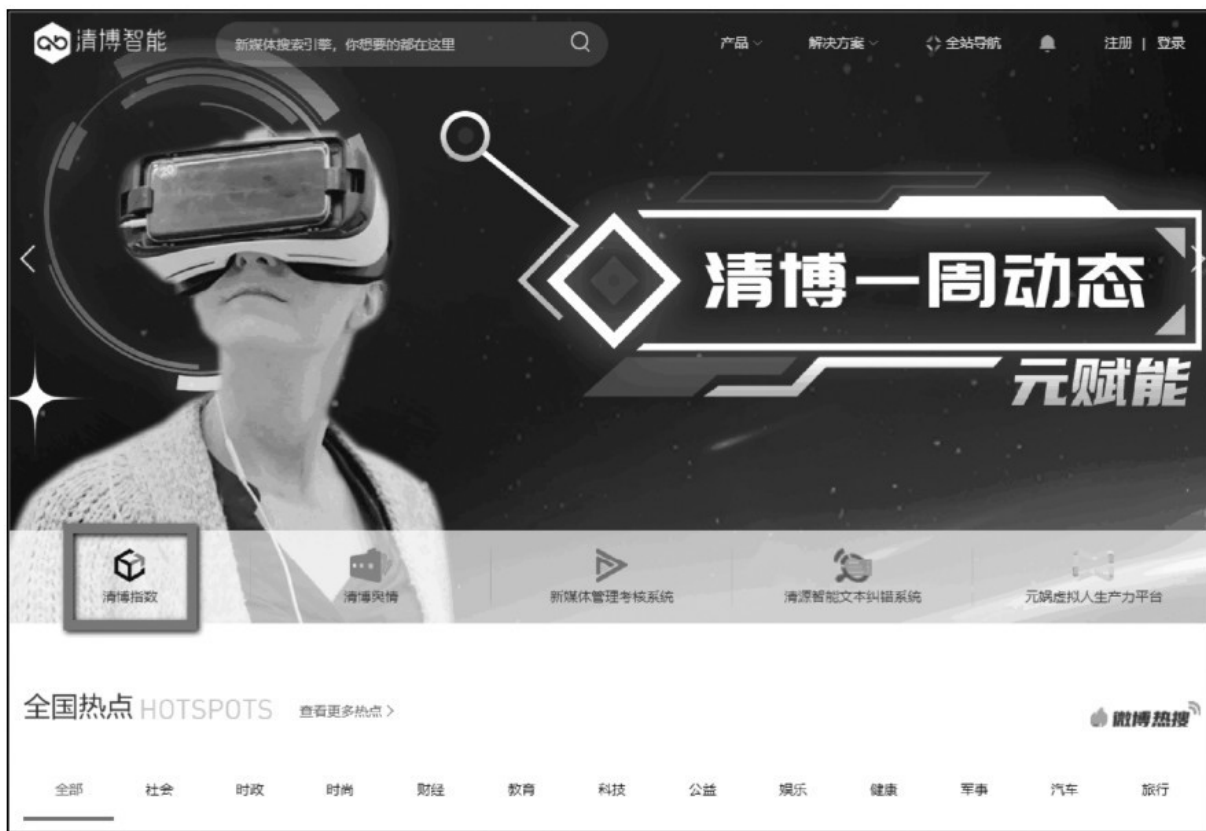 清博智能 新媒体搜索引擎，你想要的都在这里 产品 解决方案 全站导航 注册 | 登录
清博一周动态
元赋能
清博指数 清博舆情 新媒体管理考核系统 清源智能文本纠错系统 元娲虚拟人生产力平台
全国热点 HOTSPOTS 查看更多热点 > 微博热搜
全部 社会 时政 时尚 财经 教育 科技 公益 娱乐 健康 军事 汽车 旅行